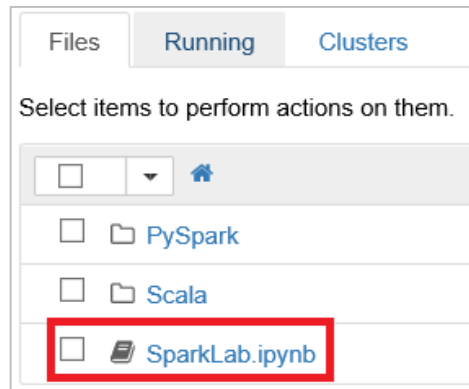 Files Running Clusters
Select items to perform actions on them.
PySpark
Scala
SparkLab.ipynb